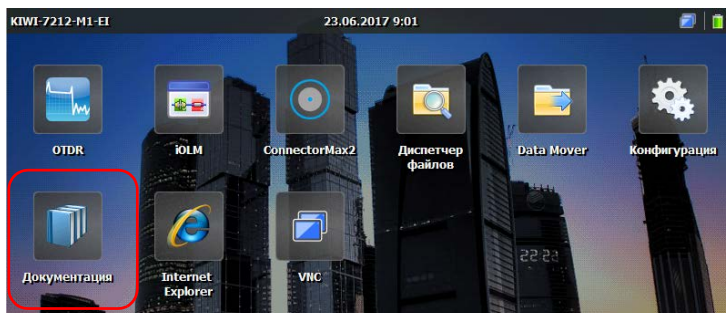 KIWI-7212-M1-EI
23.06.2017 9:01
OTDR
iOLM
ConnectorMax2
Диспетчер
файлов
Data Mover
Конфигурация
Документация
Internet
Explorer
VNC
22:22